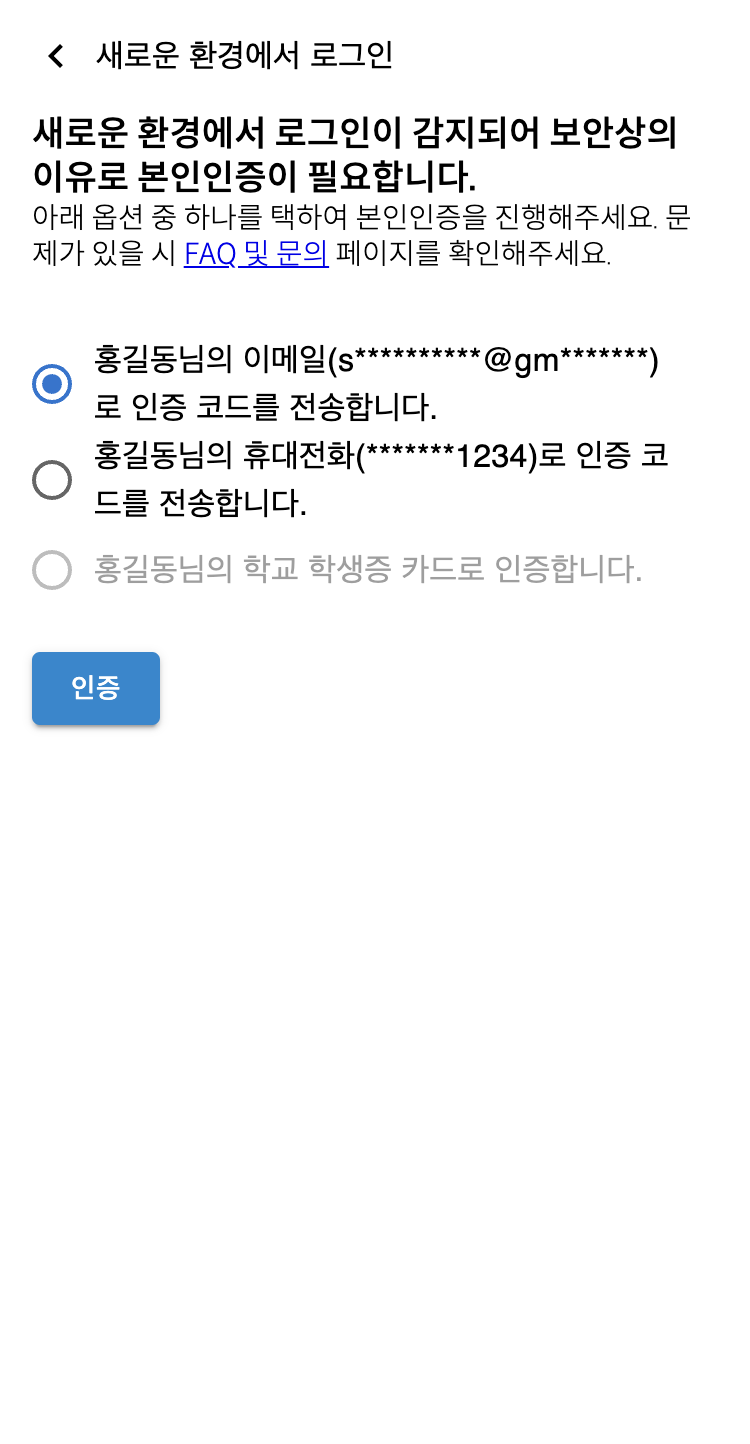 새로운 환경에서 로그인
새로운 환경에서 로그인이 감지되어 보안상의
이유로 본인인증이 필요합니다.
아래 옵션 중 하나를 택하여 본인인증을 진행해주세요. 문
제가 있을 시 FAQ 및 문의 페이지를 확인해주세요.
홍길동님의 이메일(s**********@gm*******)
로 인증 코드를 전송합니다.
홍길동님의 휴대전화(*******1234)로 인증 코
드를 전송합니다.
홍길동님의 학교 학생증 카드로 인증합니다.
인증